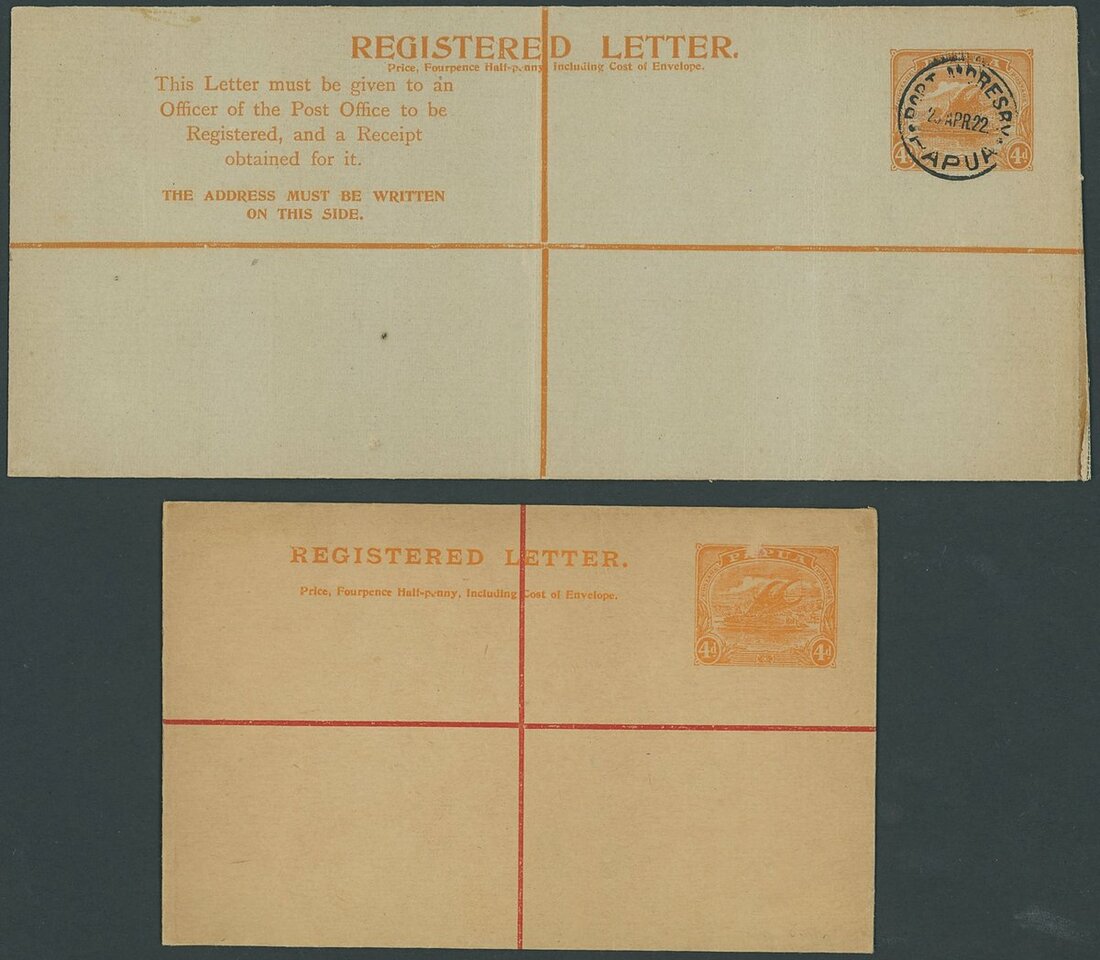 REGISTERED LETTER.
Price, Fourpence Half-penny, Including Cost of Envelope.
This Letter must be given to an
Officer of the Post Office to be
Registered, and a Receipt
obtained for it.
THE ADDRESS MUST BE WRITTEN
ON THIS SIDE.
PORT MORESBY
APR.22
PAPUA
4d 4d
REGISTERED LETTER.
Price, Fourpence Half-penny, Including Cost of Envelope.
PAPUA
4d 4d